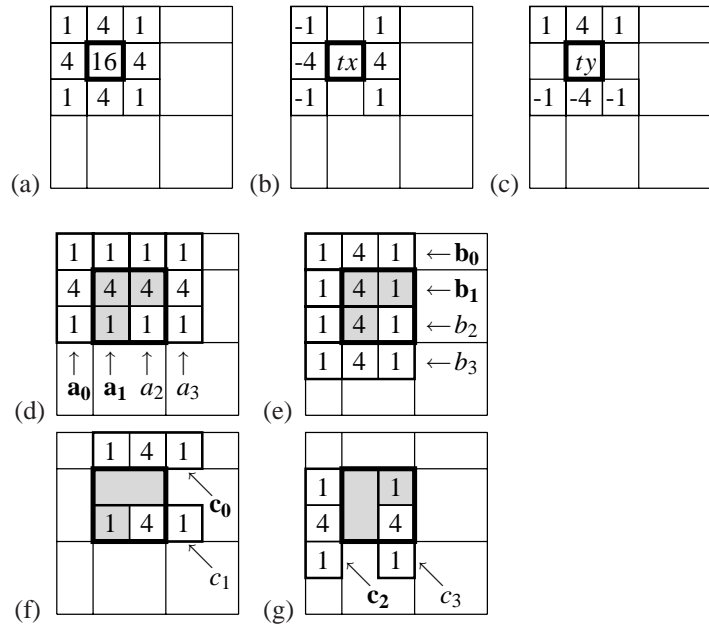 1 4 1 -1 1 1 4 1
4 16 4 -4 tx 4 ty
1 4 1 -1 1 -1 -4 -1
(a) (b) (c)
1 1 1 1 1 4 1 ← b0
4 4 4 4 1 4 1 ← b1
1 1 1 1 1 4 1 ← b2
↑ ↑ ↑ ↑ 1 4 1 ← b3
a0 a1 a2 a3
(d) (e)
1 4 1
1 1
c0 4 4
1 4 1 1 1
c1 c2 c3
(f) (g)